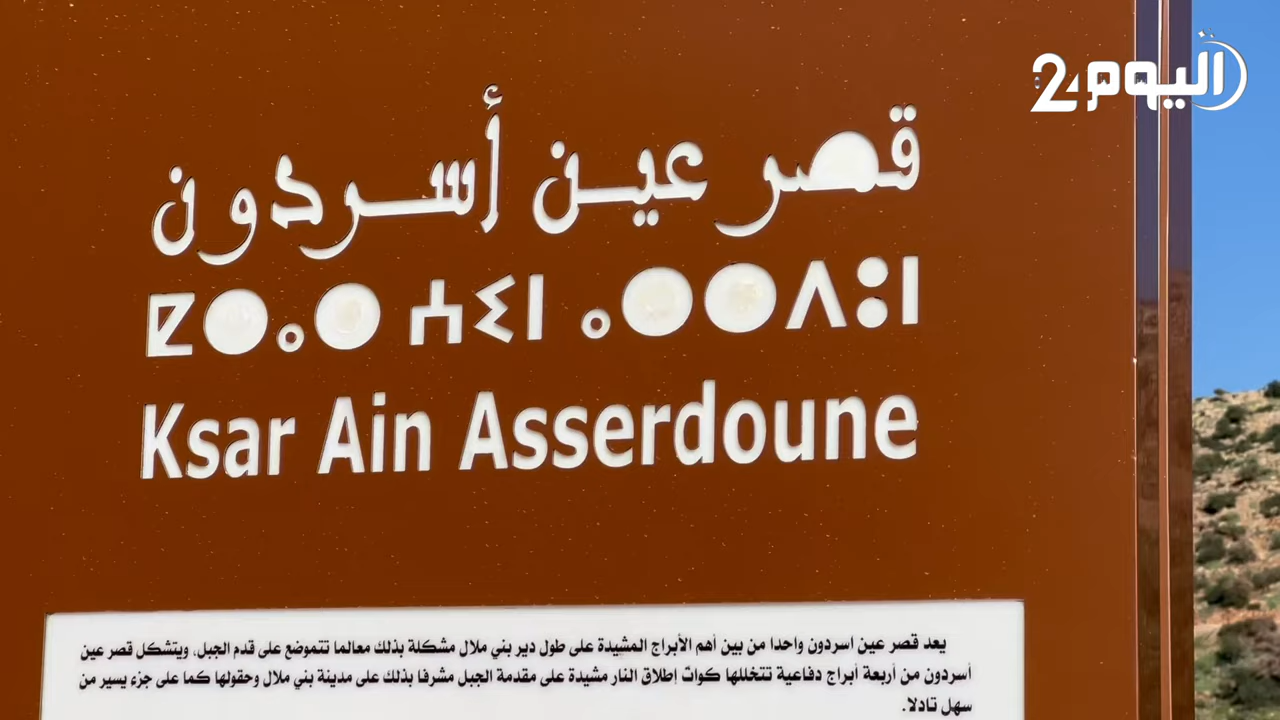 اليوم 24
قصر عين أسردون
ⵇⵚⴰⵔ ⵄⵉⵏ ⴰⵙⵔⴷⵓⵏ
Ksar Ain Asserdoune
يعد قصر عين اسردون واحدا من بين أهم الأبراج المشيدة على طول دير بني ملال مشكلة بذلك معالما تتموضع على قدم الجبل، ويتشكل قصر عين
أسردون من أربعة أبراج دفاعية تتخللها كوات إطلاق النار مشيدة على مقدمة الجبل مشرفا بذلك على مدينة بني ملال وحقولها كما على جزء يسير من
سهل تادلا.